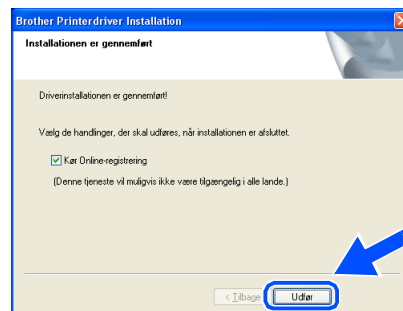 Brother Printerdriver Installation
Installationen er gennemført
Driverinstallationen er gennemført!
Vælg de handlinger, der skal udføres, når installationen er afsluttet.
Kør Online-registrering
(Denne tjeneste vil muligvis ikke være tilgængelig i alle lande.)
< Tilbage
Udfør